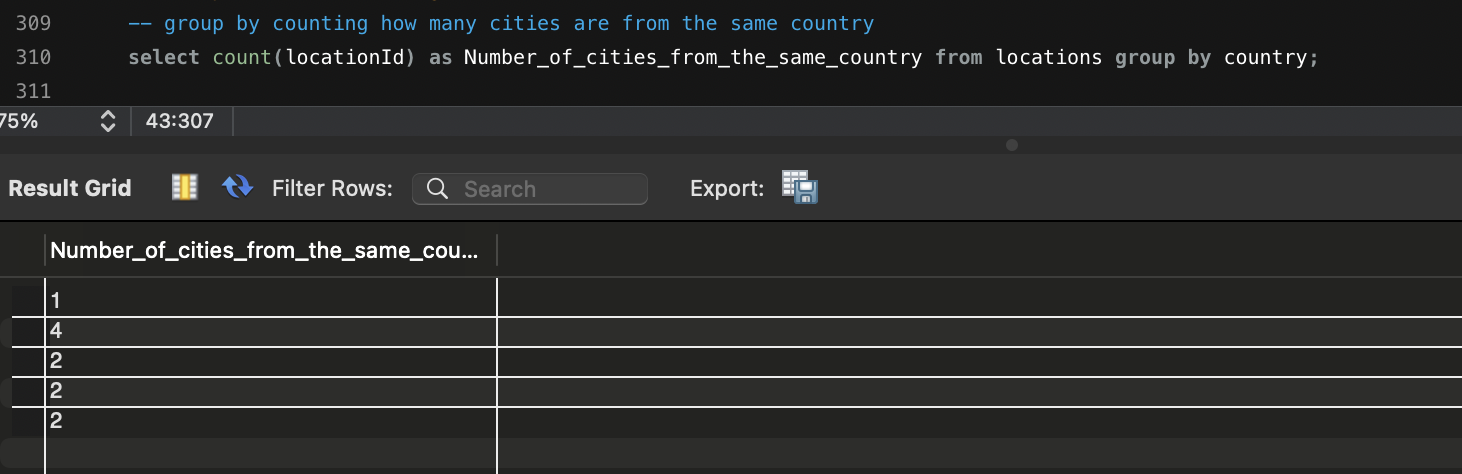 309 -- group by counting how many cities are from the same country
310 select count(locationId) as Number_of_cities_from_the_same_country from locations group by country;
311
75% 43:307
Result Grid Filter Rows: Search Export:
Number_of_cities_from_the_same_cou...
1
4
2
2
2